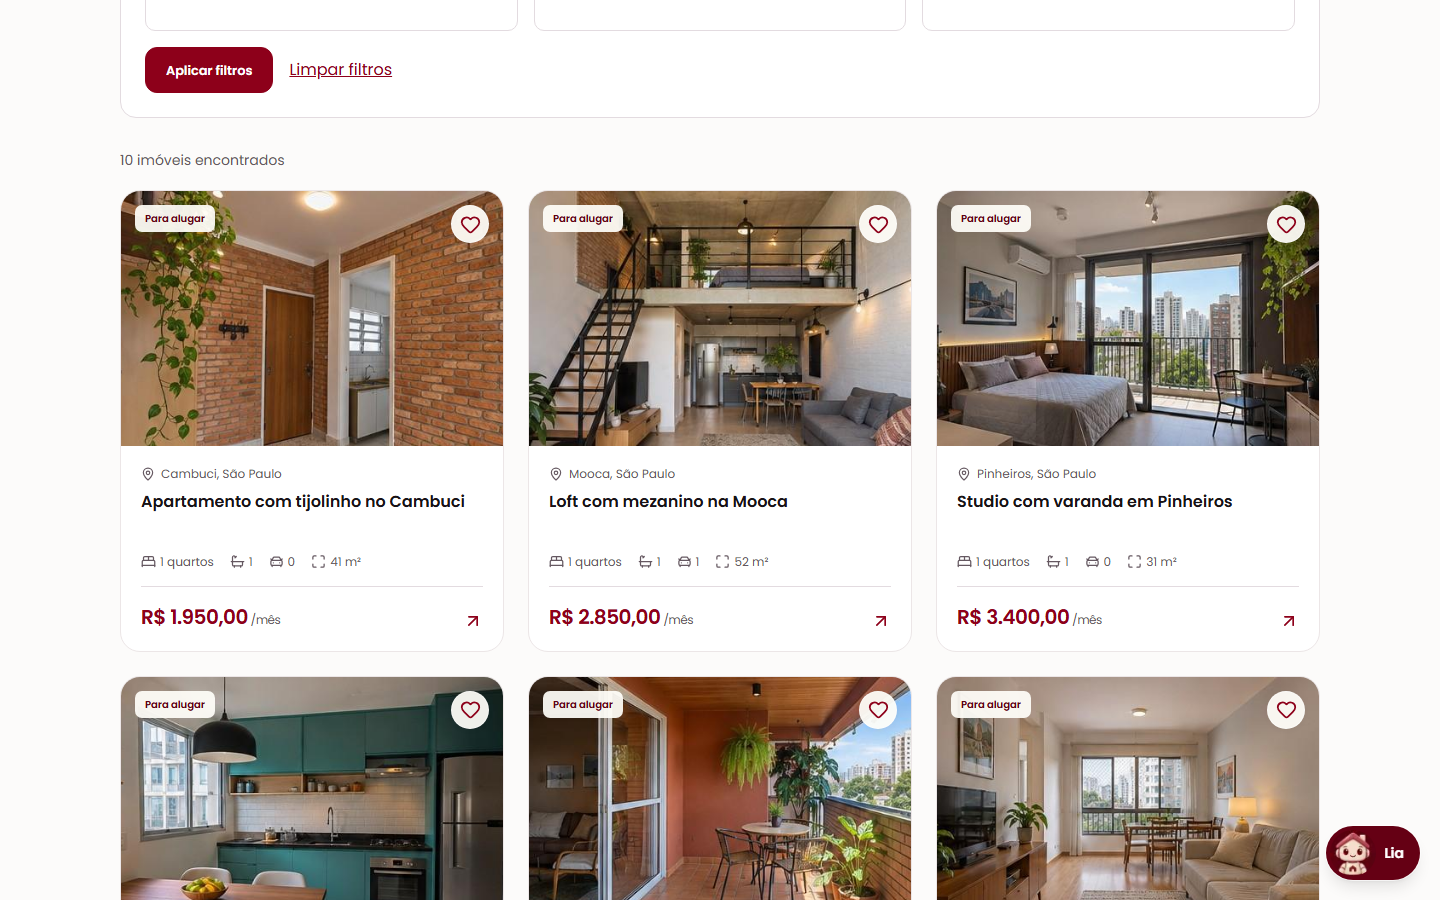 Aplicar filtros
Limpar filtros
10 imóveis encontrados
Para alugar
Para alugar
Para alugar
Cambuci, São Paulo
Mooca, São Paulo
Pinheiros, São Paulo
Apartamento com tijolinho no Cambuci
Loft com mezanino na Mooca
Studio com varanda em Pinheiros
1 quartos 1 0 41 m²
1 quartos 1 1 52 m²
1 quartos 1 0 31 m²
R$ 1.950,00 /mês
R$ 2.850,00 /mês
R$ 3.400,00 /mês
Para alugar
Para alugar
Para alugar
Lia